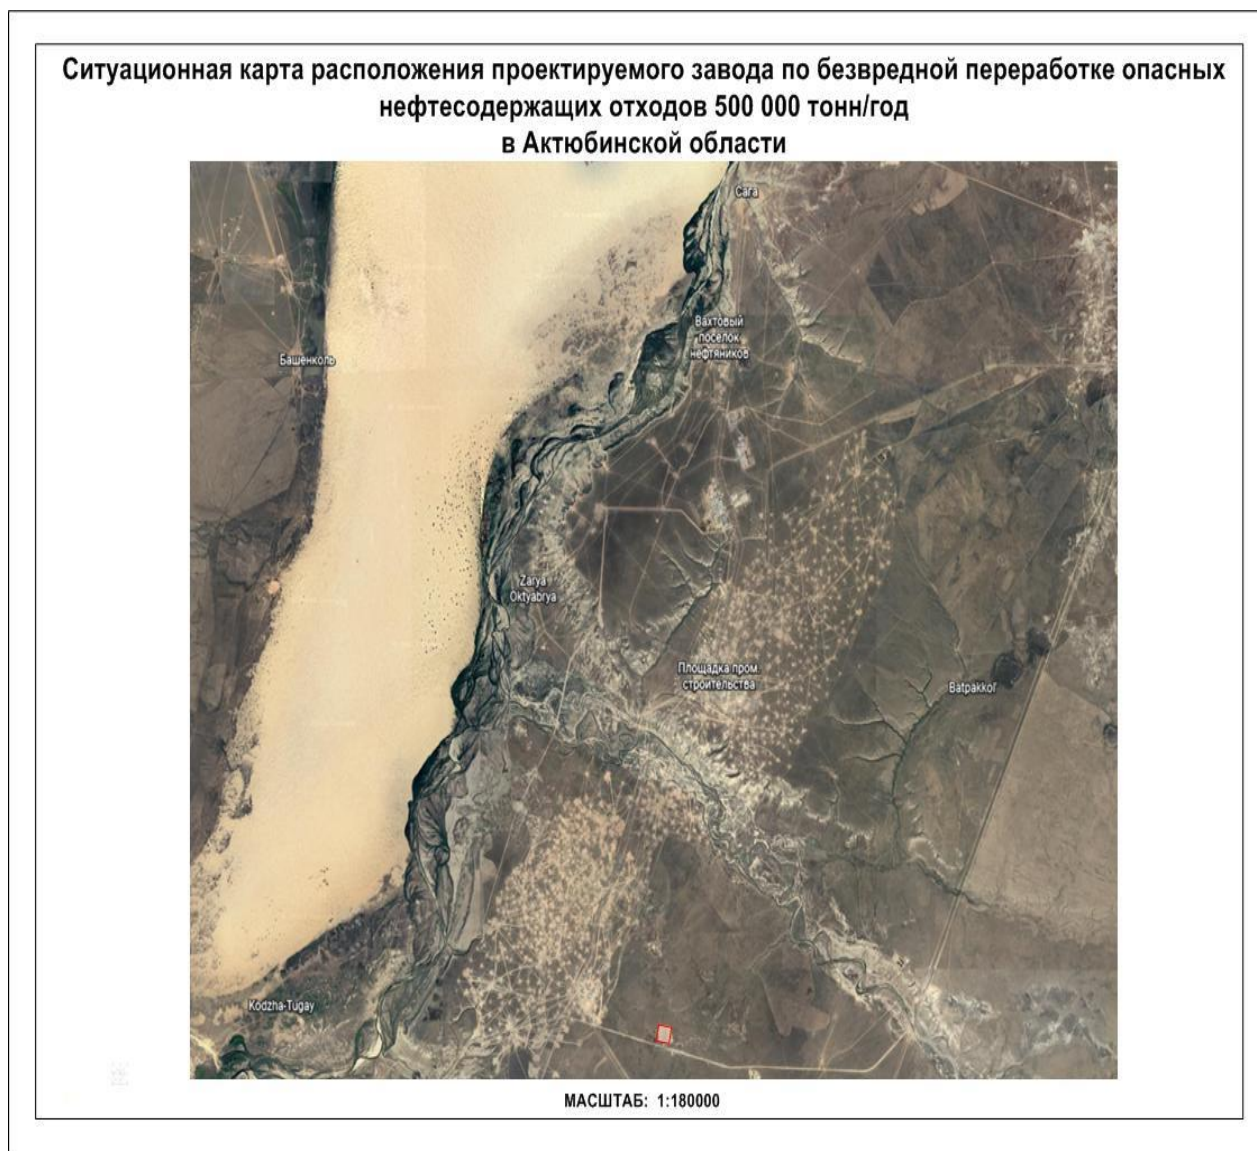 Ситуационная карта расположения проектируемого завода по безвредной переработке опасных
нефтесодержащих отходов 500 000 тонн/год
в Актюбинской области
Сага
Вахтовый
поселок
нефтяников
Башенколь
Zarya
Oktyabrya
Площадка пром.
строительства
Batpakkol'
Kodzha-Tugay
МАСШТАБ: 1:180000